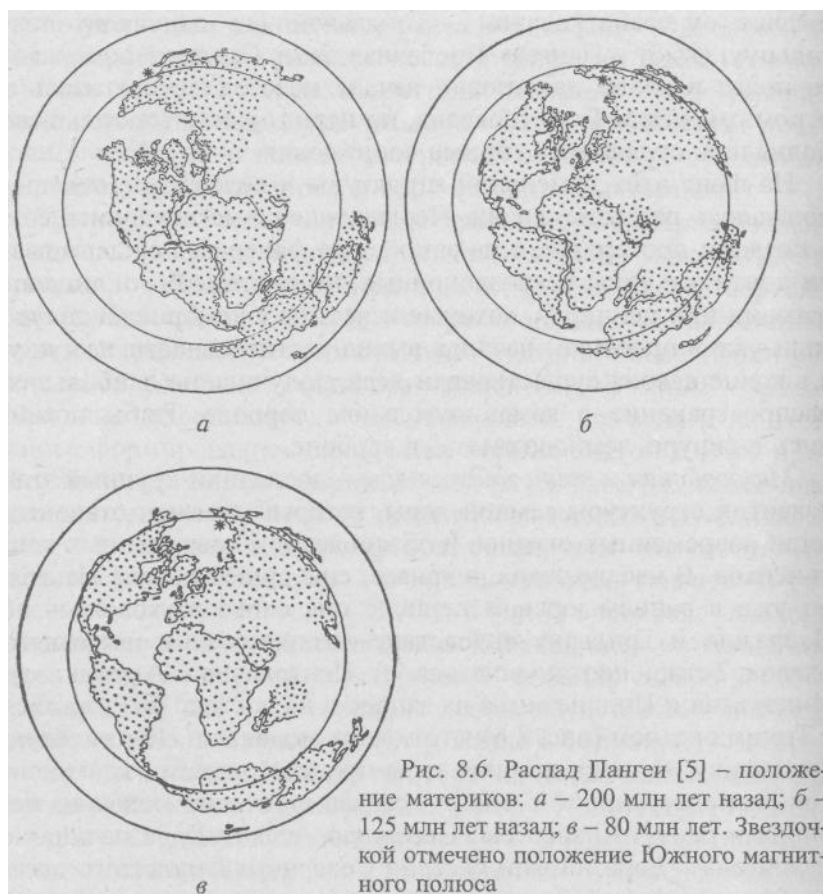 а
б
в
Рис. 8.6. Распад Пангеи [5] – положе-
ние материков: а – 200 млн лет назад; б –
125 млн лет назад; в – 80 млн лет. Звездоч-
кой отмечено положение Южного магнит-
ного полюса